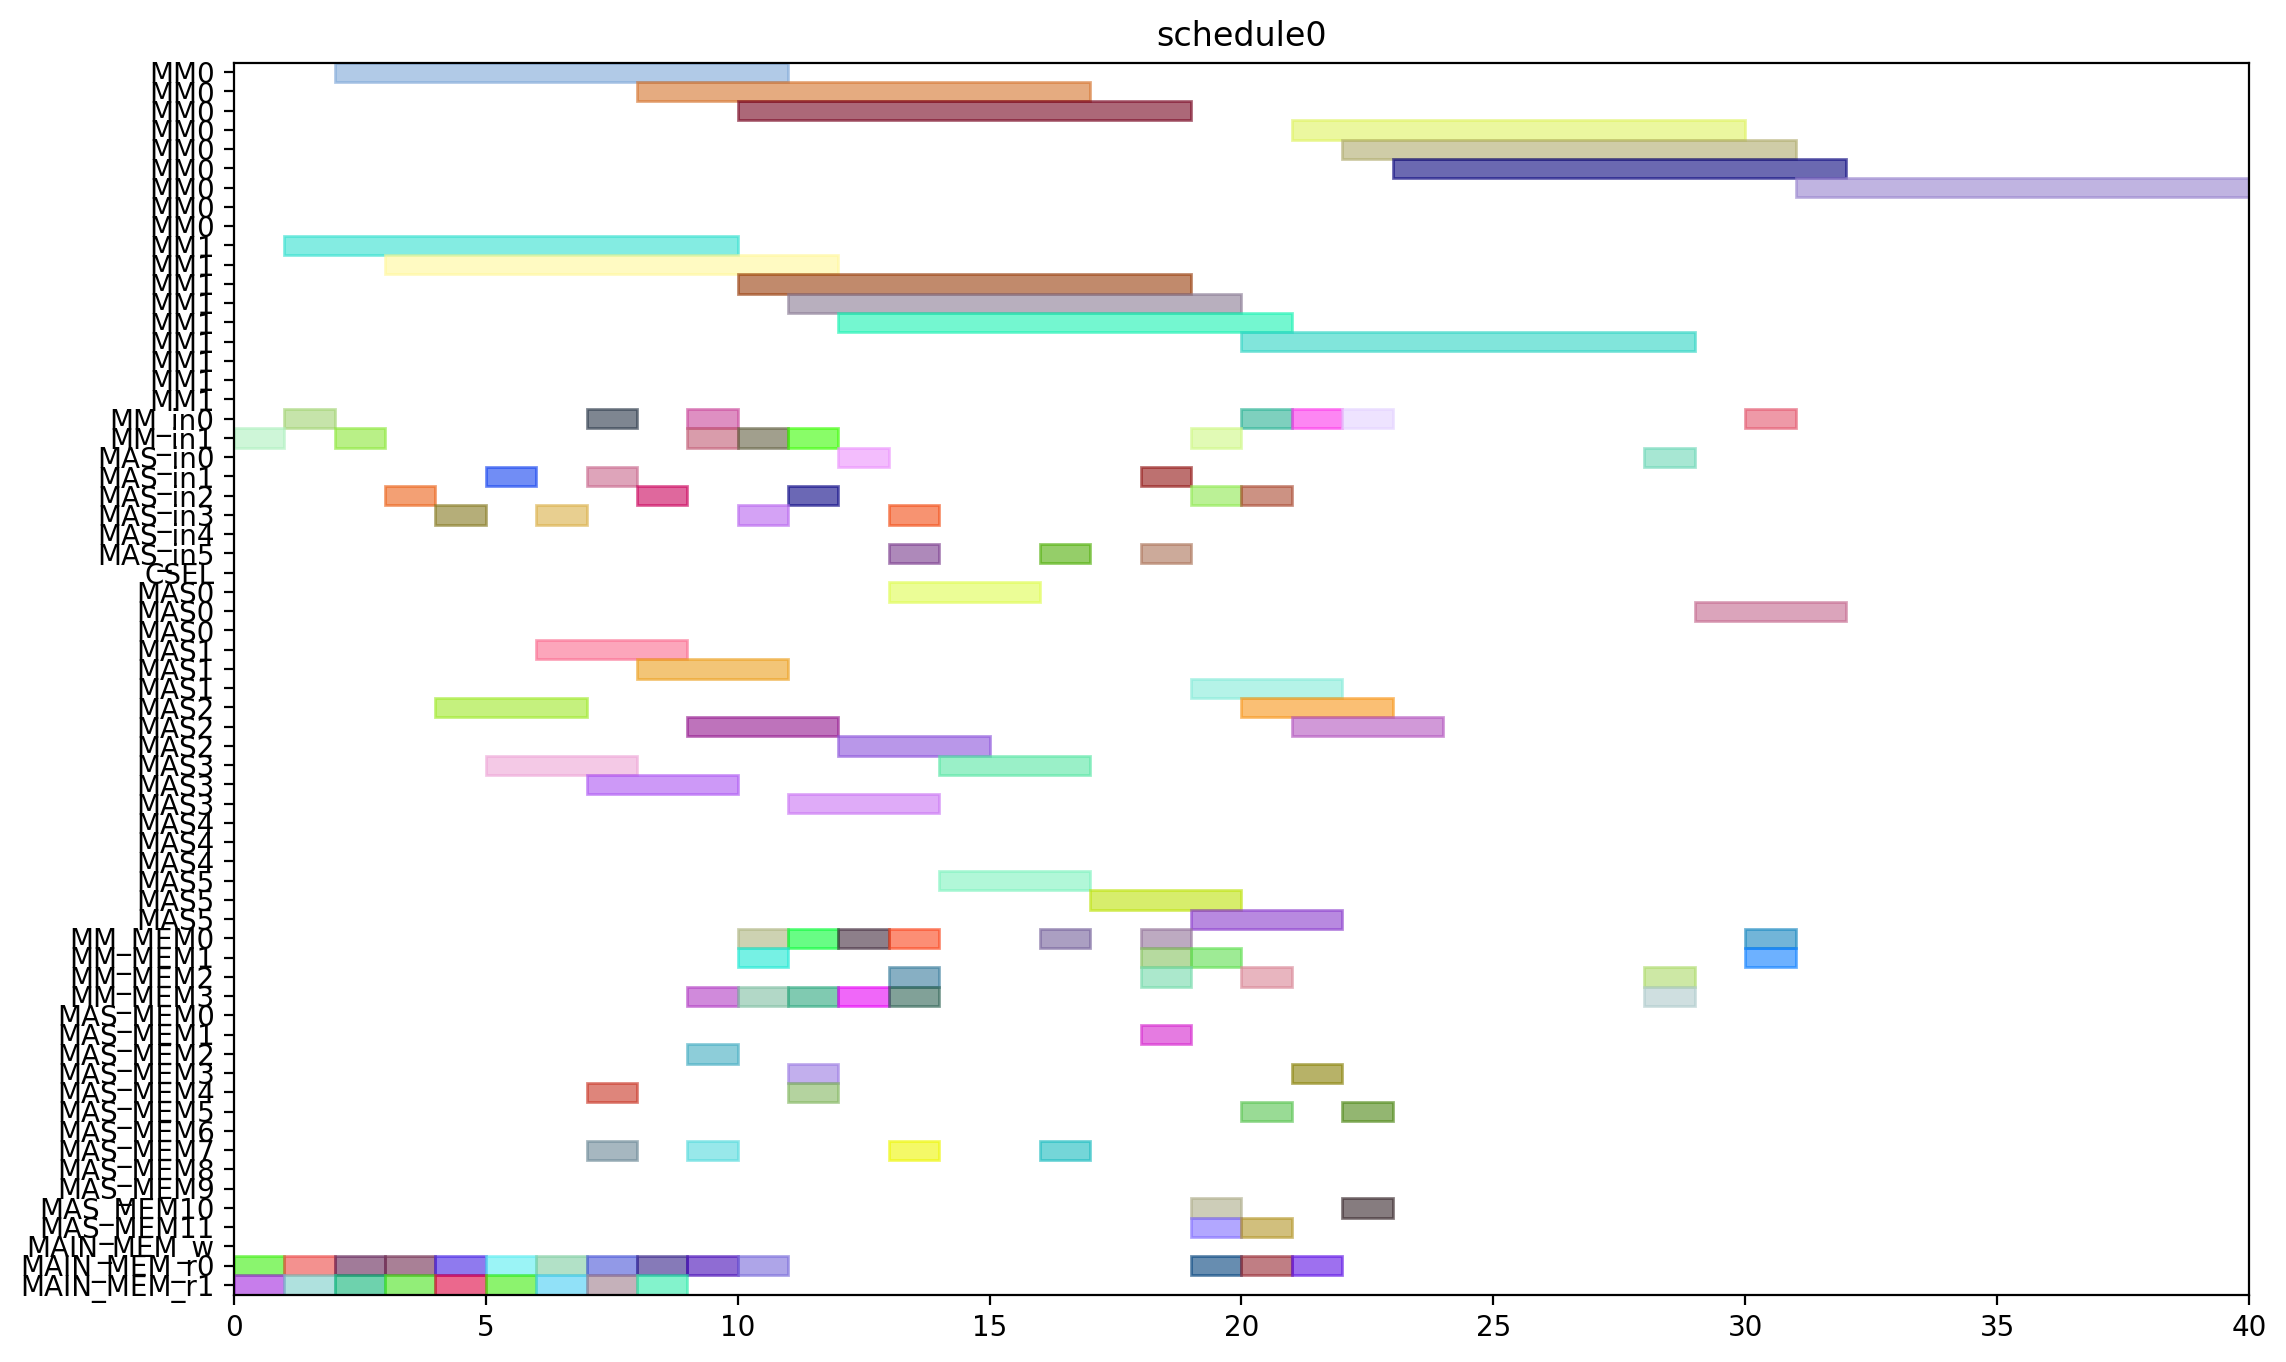 schedule0
MM0
MM0
MM0
MM0
MM0
MM0
MM0
MM0
MM0
MM1
MM1
MM1
MM1
MM1
MM1
MM1
MM1
MM1
MM_in0
MM_in1
MAS_in0
MAS_in1
MAS_in2
MAS_in3
MAS_in4
MAS_in5
CSEL
MAS0
MAS0
MAS0
MAS1
MAS1
MAS1
MAS2
MAS2
MAS2
MAS3
MAS3
MAS3
MAS4
MAS4
MAS4
MAS5
MAS5
MAS5
MM_MEM0
MM_MEM1
MM_MEM2
MM_MEM3
MAS_MEM0
MAS_MEM1
MAS_MEM2
MAS_MEM3
MAS_MEM4
MAS_MEM5
MAS_MEM6
MAS_MEM7
MAS_MEM8
MAS_MEM9
MAS_MEM10
MAS_MEM11
MAIN_MEM_w
MAIN_MEM_r0
MAIN_MEM_r1
0 5 10 15 20 25 30 35 40